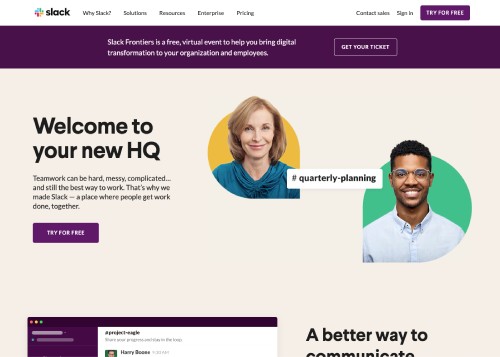 slack
Why Slack?
Solutions
Resources
Enterprise
Pricing
Contact sales
Sign in
TRY FOR FREE
Slack Frontiers is a free, virtual event to help you bring digital
transformation to your organization and employees.
GET YOUR TICKET
Welcome to
your new HQ
Teamwork can be hard, messy, complicated…
and still the best way to work. That's why we
made Slack — a place where people get work
done, together.
TRY FOR FREE
# quarterly-planning
#project-eagle
Share your progress and stay in the loop.
Harry Boone
A better way to
communicate